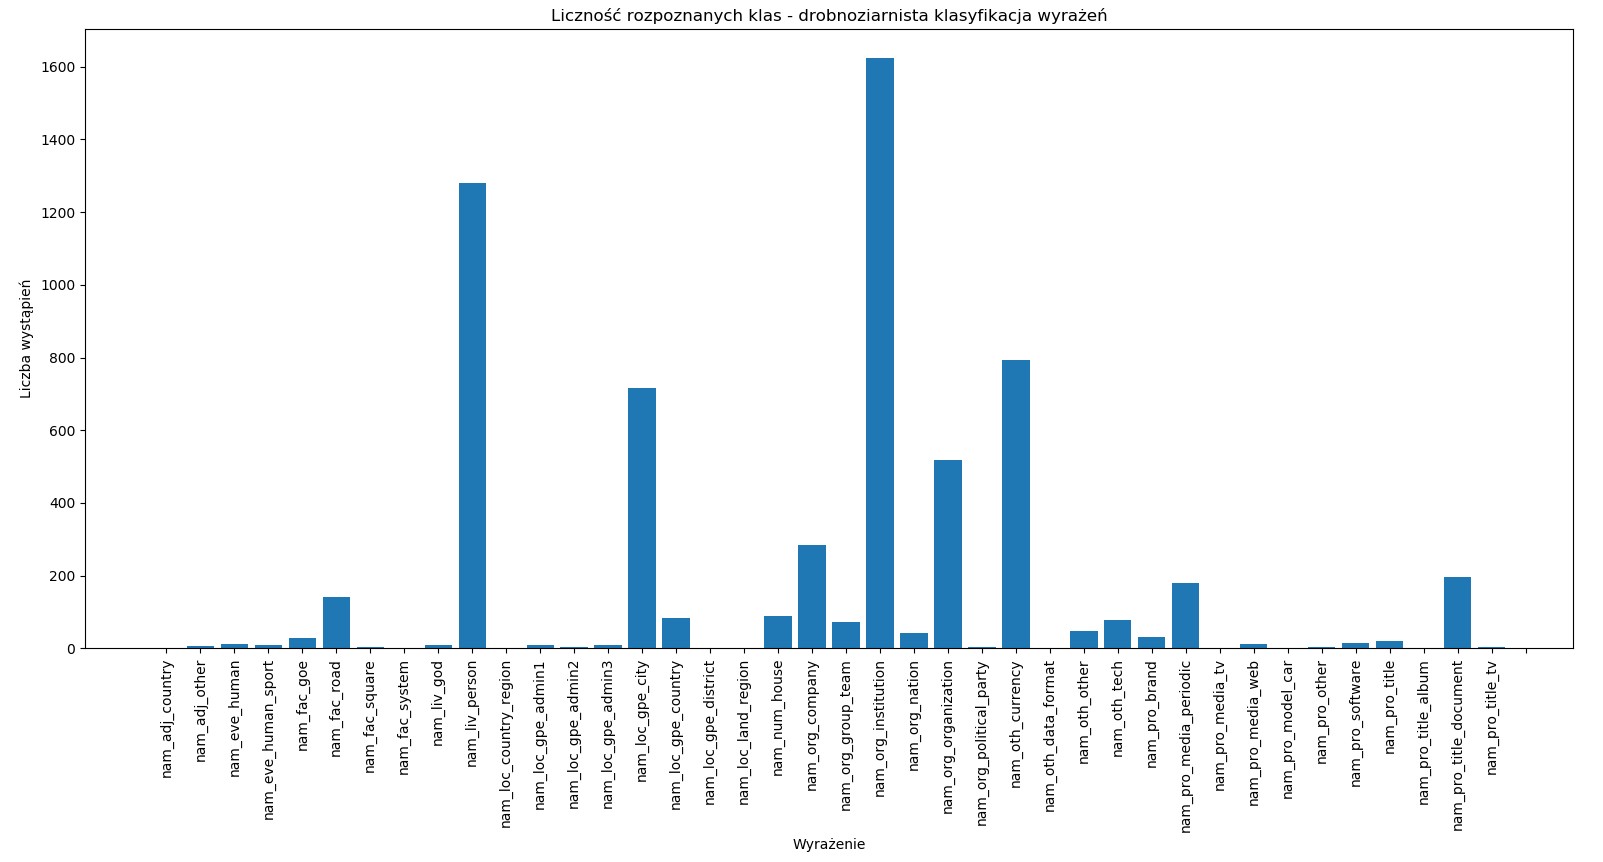 Liczność rozpoznanych klas - drobnoziarnista klasyfikacja wyrażeń
1600
1400
1200
1000
800
600
400
200
0
Liczba wystąpień
nam_adj_country
nam_adj_other
nam_eve_human
nam_eve_human_sport
nam_fac_goe
nam_fac_road
nam_fac_square
nam_fac_system
nam_liv_god
nam_liv_person
nam_loc_country_region
nam_loc_gpe_admin1
nam_loc_gpe_admin2
nam_loc_gpe_admin3
nam_loc_gpe_city
nam_loc_gpe_country
nam_loc_gpe_district
nam_loc_land_region
nam_num_house
nam_org_company
nam_org_group_team
nam_org_institution
nam_org_nation
nam_org_organization
nam_org_political_party
nam_oth_currency
nam_oth_data_format
nam_oth_other
nam_oth_tech
nam_pro_brand
nam_pro_media_periodic
nam_pro_media_tv
nam_pro_media_web
nam_pro_model_car
nam_pro_other
nam_pro_software
nam_pro_title
nam_pro_title_album
nam_pro_title_document
nam_pro_title_tv
Wyrażenie